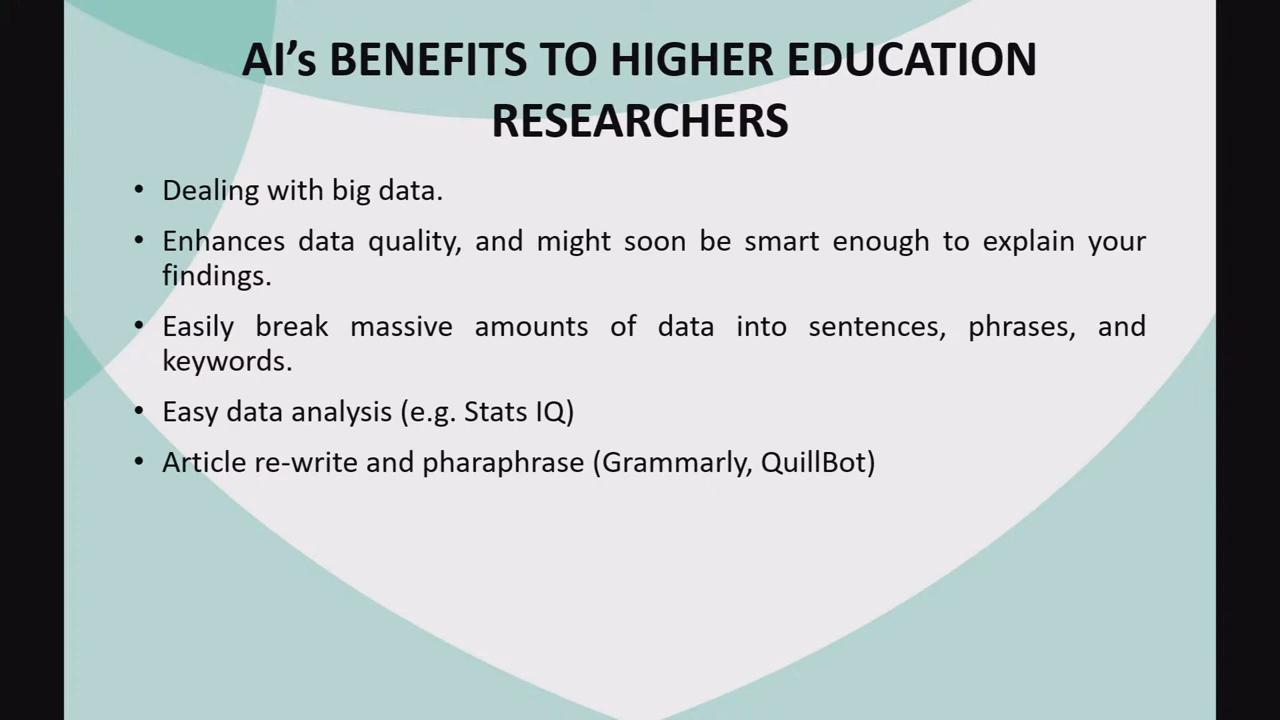 AI’s BENEFITS TO HIGHER EDUCATION
RESEARCHERS
• Dealing with big data.
• Enhances data quality, and might soon be smart enough to explain your
findings.
• Easily break massive amounts of data into sentences, phrases, and
keywords.
• Easy data analysis (e.g. Stats IQ)
• Article re-write and pharaphrase (Grammarly, QuillBot)